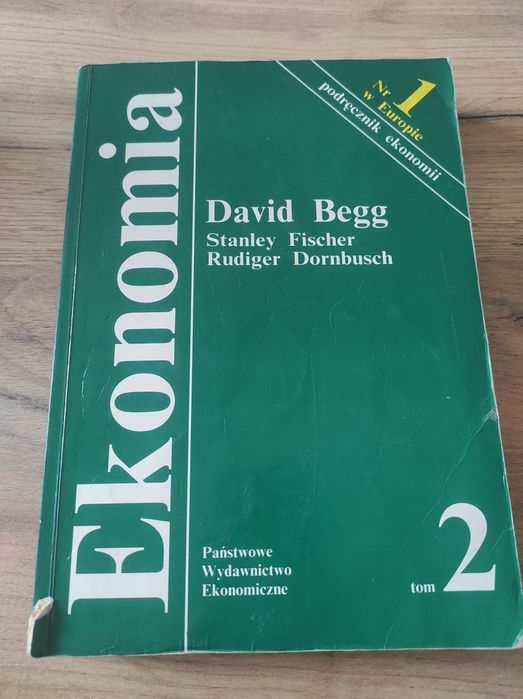 Ekonomia
Nr 1
w Europie
podręcznik ekonomii
David Begg
Stanley Fischer
Rudiger Dornbusch
Państwowe
Wydawnictwo
Ekonomiczne
tom 2